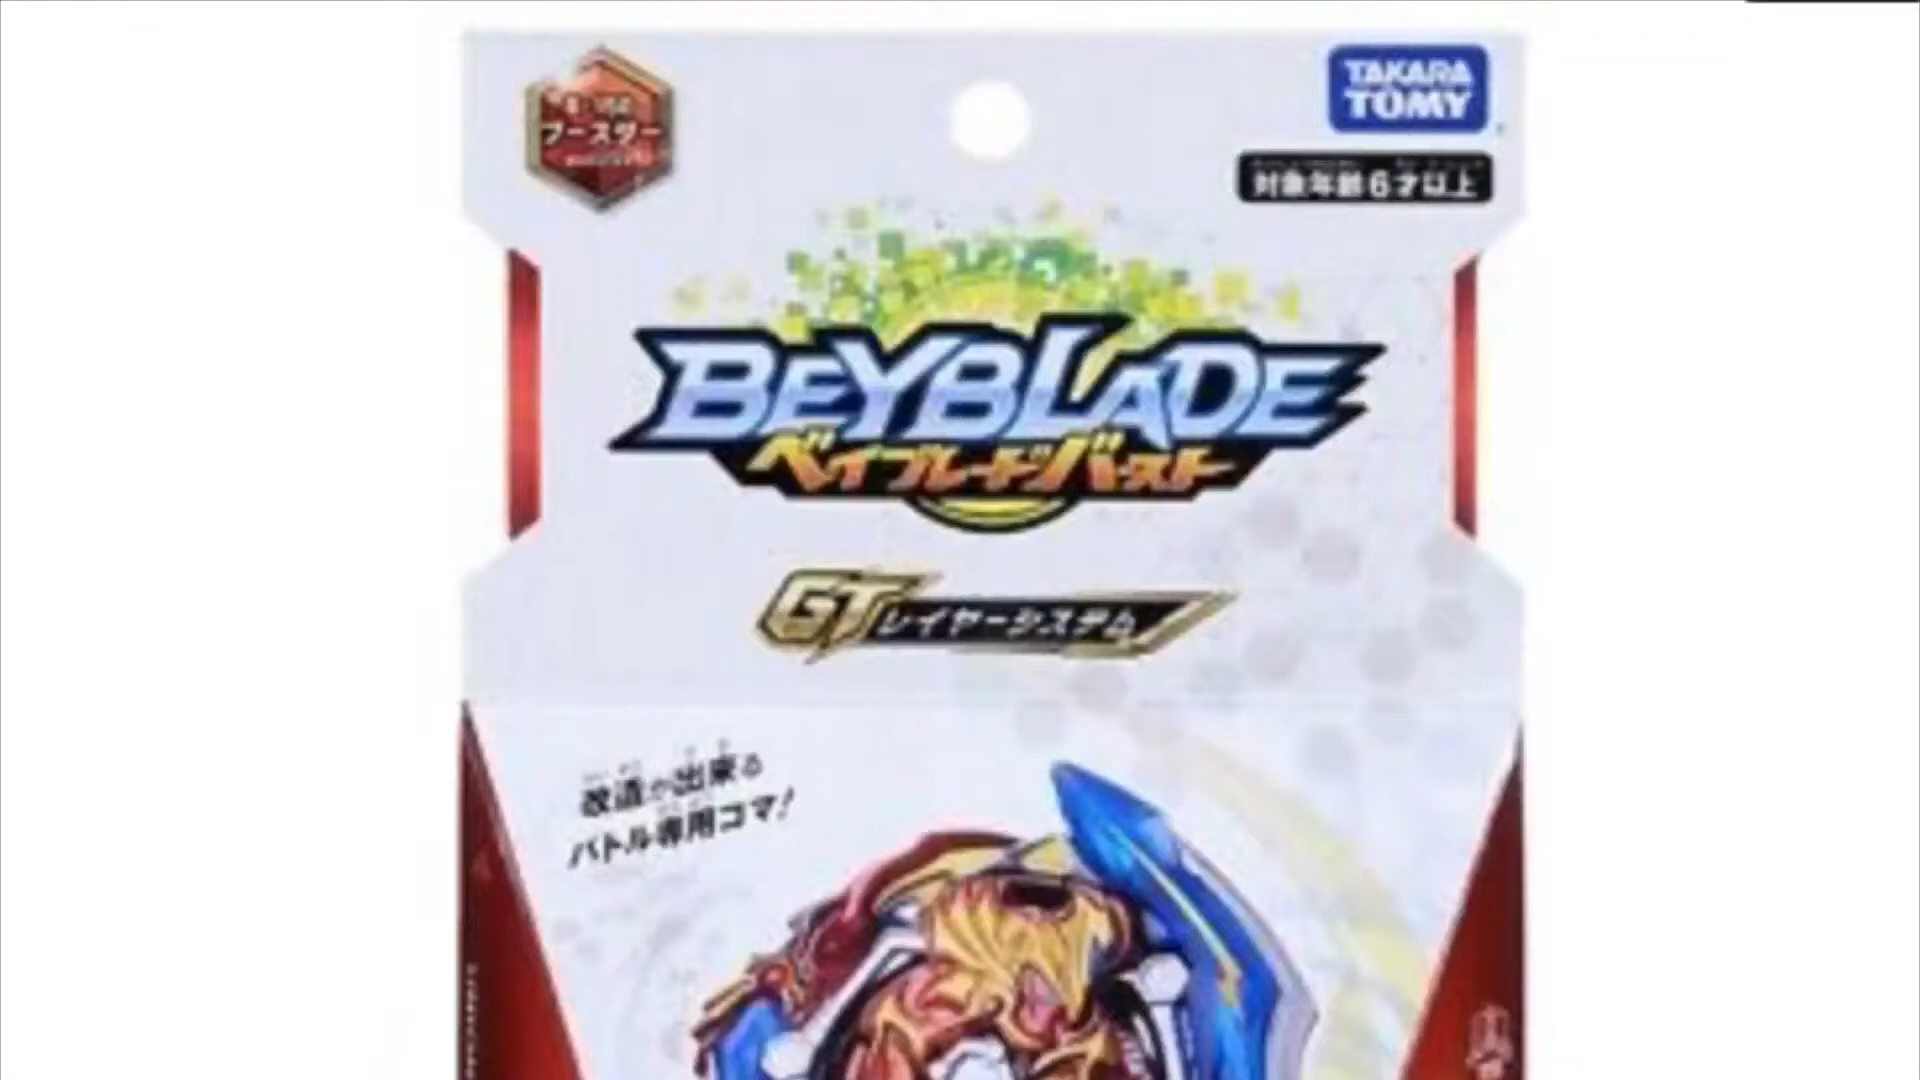 ブースター
TAKARA
TOMY
対象年齢6才以上
BEYBLADE
ベイブレードバースト
GTレイヤーシステム
改造が出来る
バトル専用コマ!